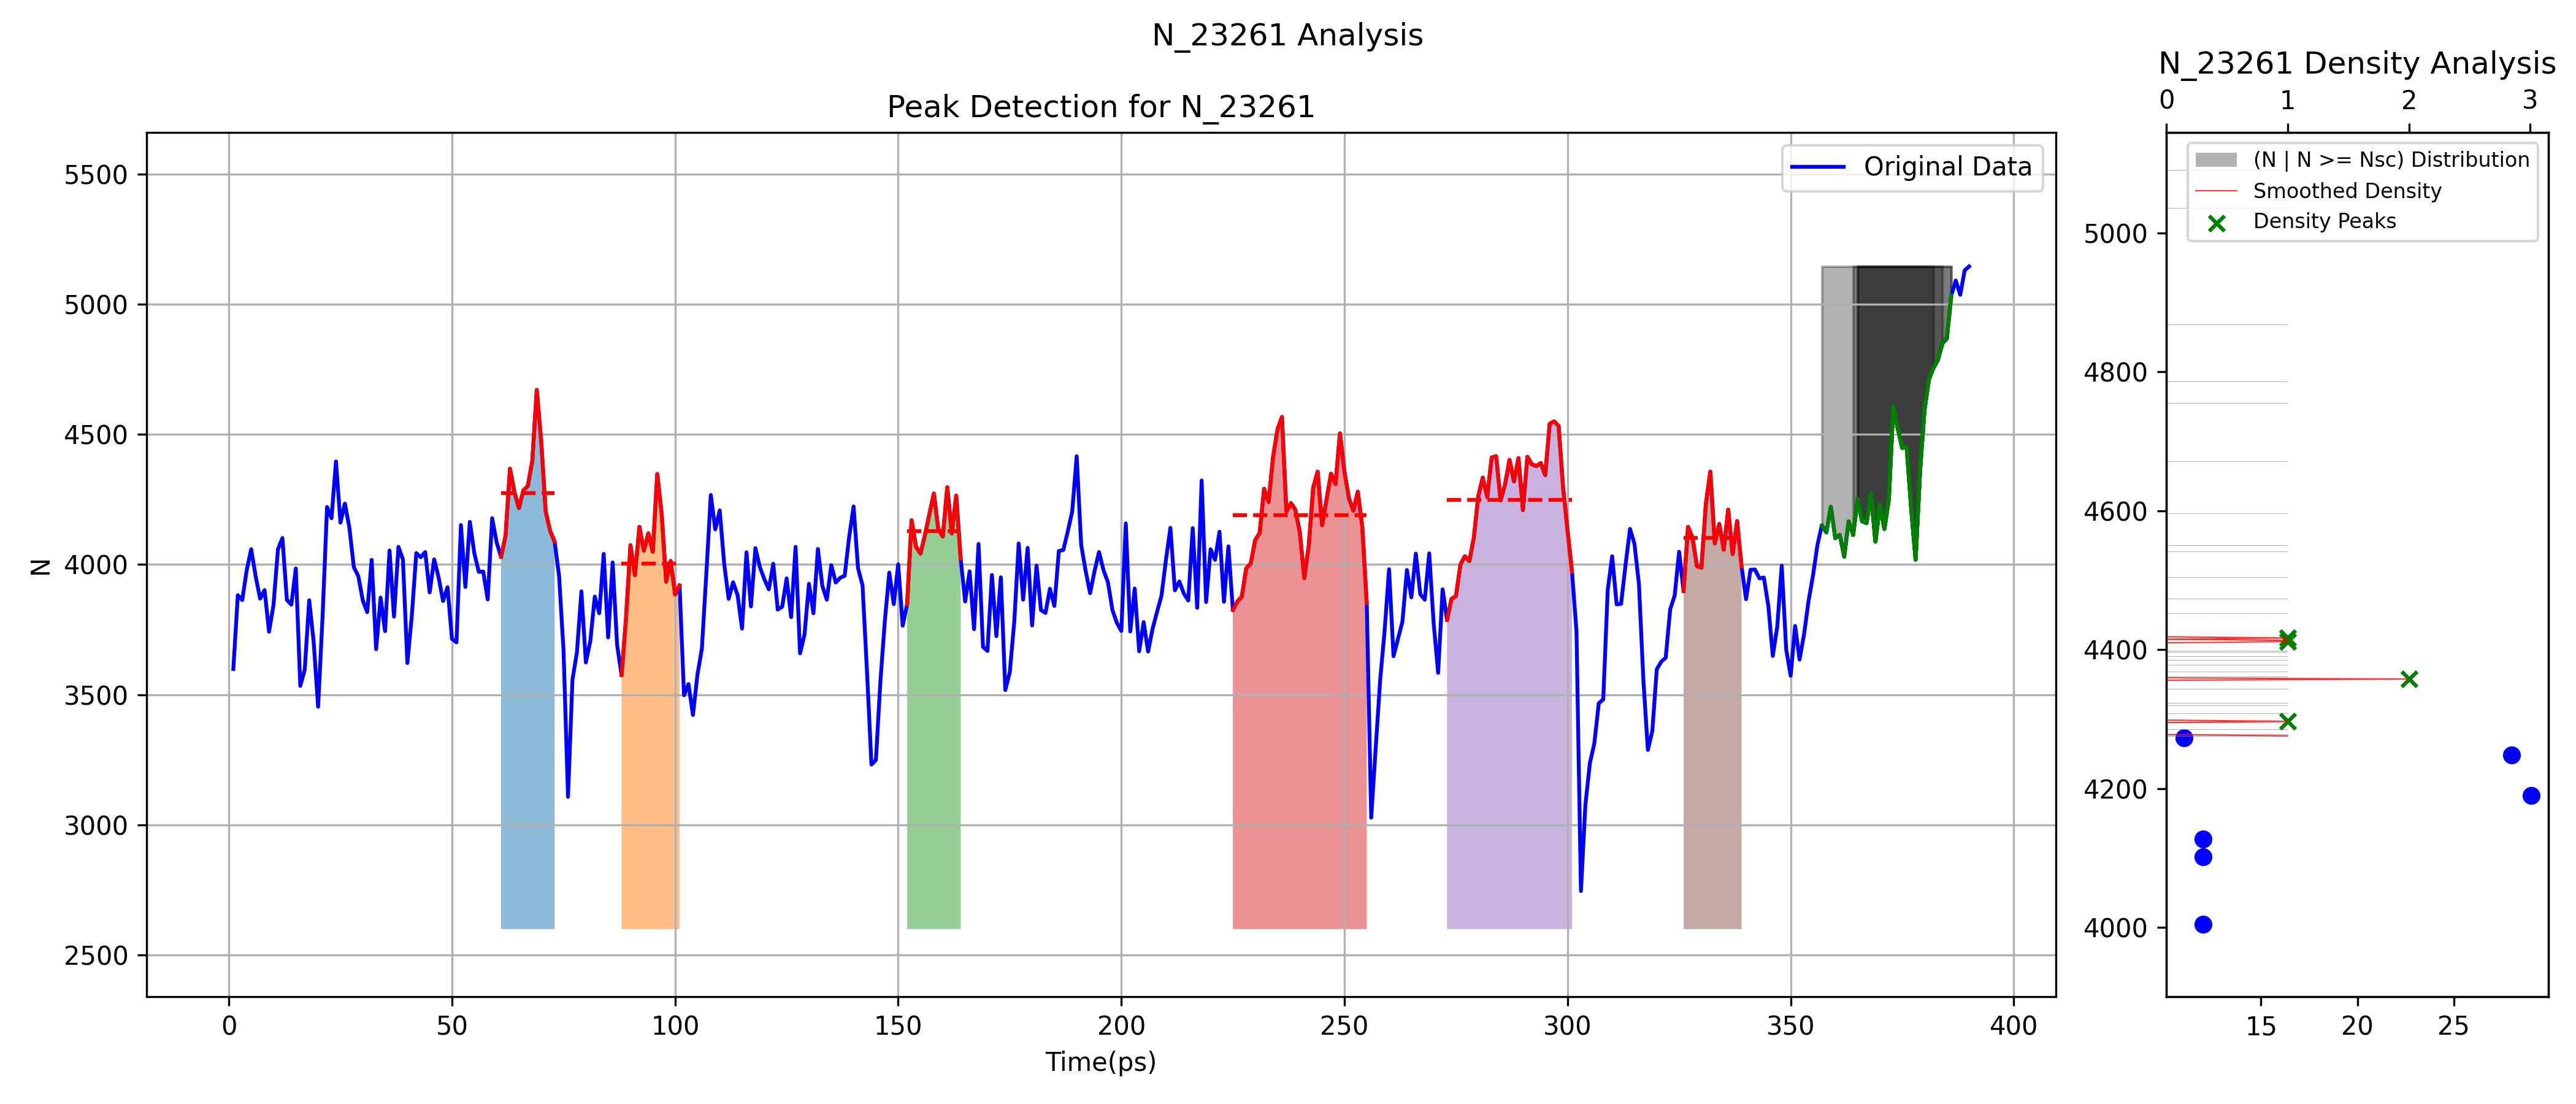 N_23261 Analysis
Peak Detection for N_23261
5500
5000
4500
4000
3500
3000
2500
N
0 50 100 150 200 250 300 350 400
Time(ps)
Original Data
N_23261 Density Analysis
0 1 2 3
(N | N >= Nsc) Distribution
Smoothed Density
Density Peaks
5000
4800
4600
4400
4200
4000
15 20 25